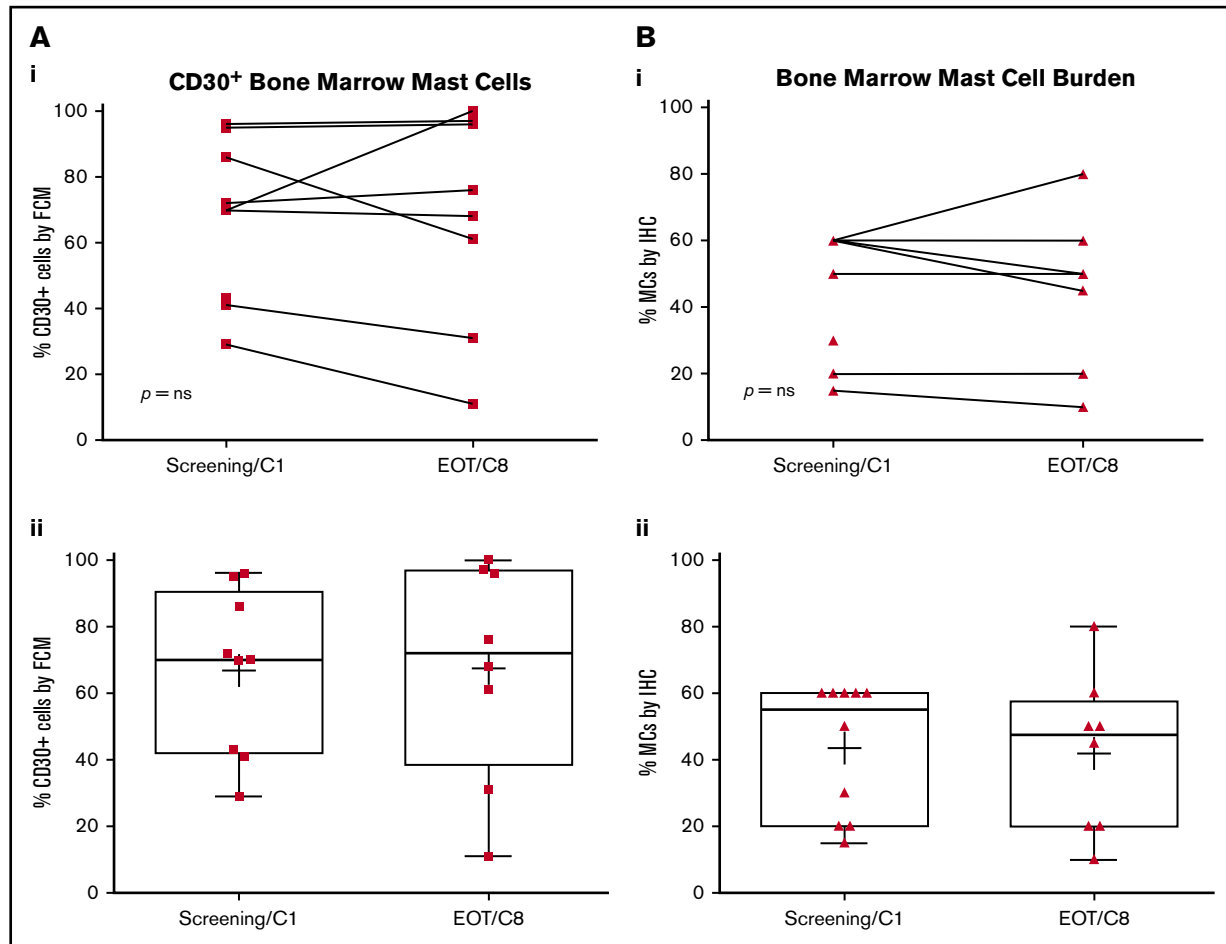 A
i
CD30+ Bone Marrow Mast Cells
% CD30+ cells by FCM
100
80
60
40
20
0
p = ns
Screening/C1 EOT/C8
B
i
Bone Marrow Mast Cell Burden
% MCs by IHC
100
80
60
40
20
0
p = ns
Screening/C1 EOT/C8
ii
% CD30+ cells by FCM
100
80
60
40
20
0
Screening/C1 EOT/C8
ii
% MCs by IHC
100
80
60
40
20
0
Screening/C1 EOT/C8